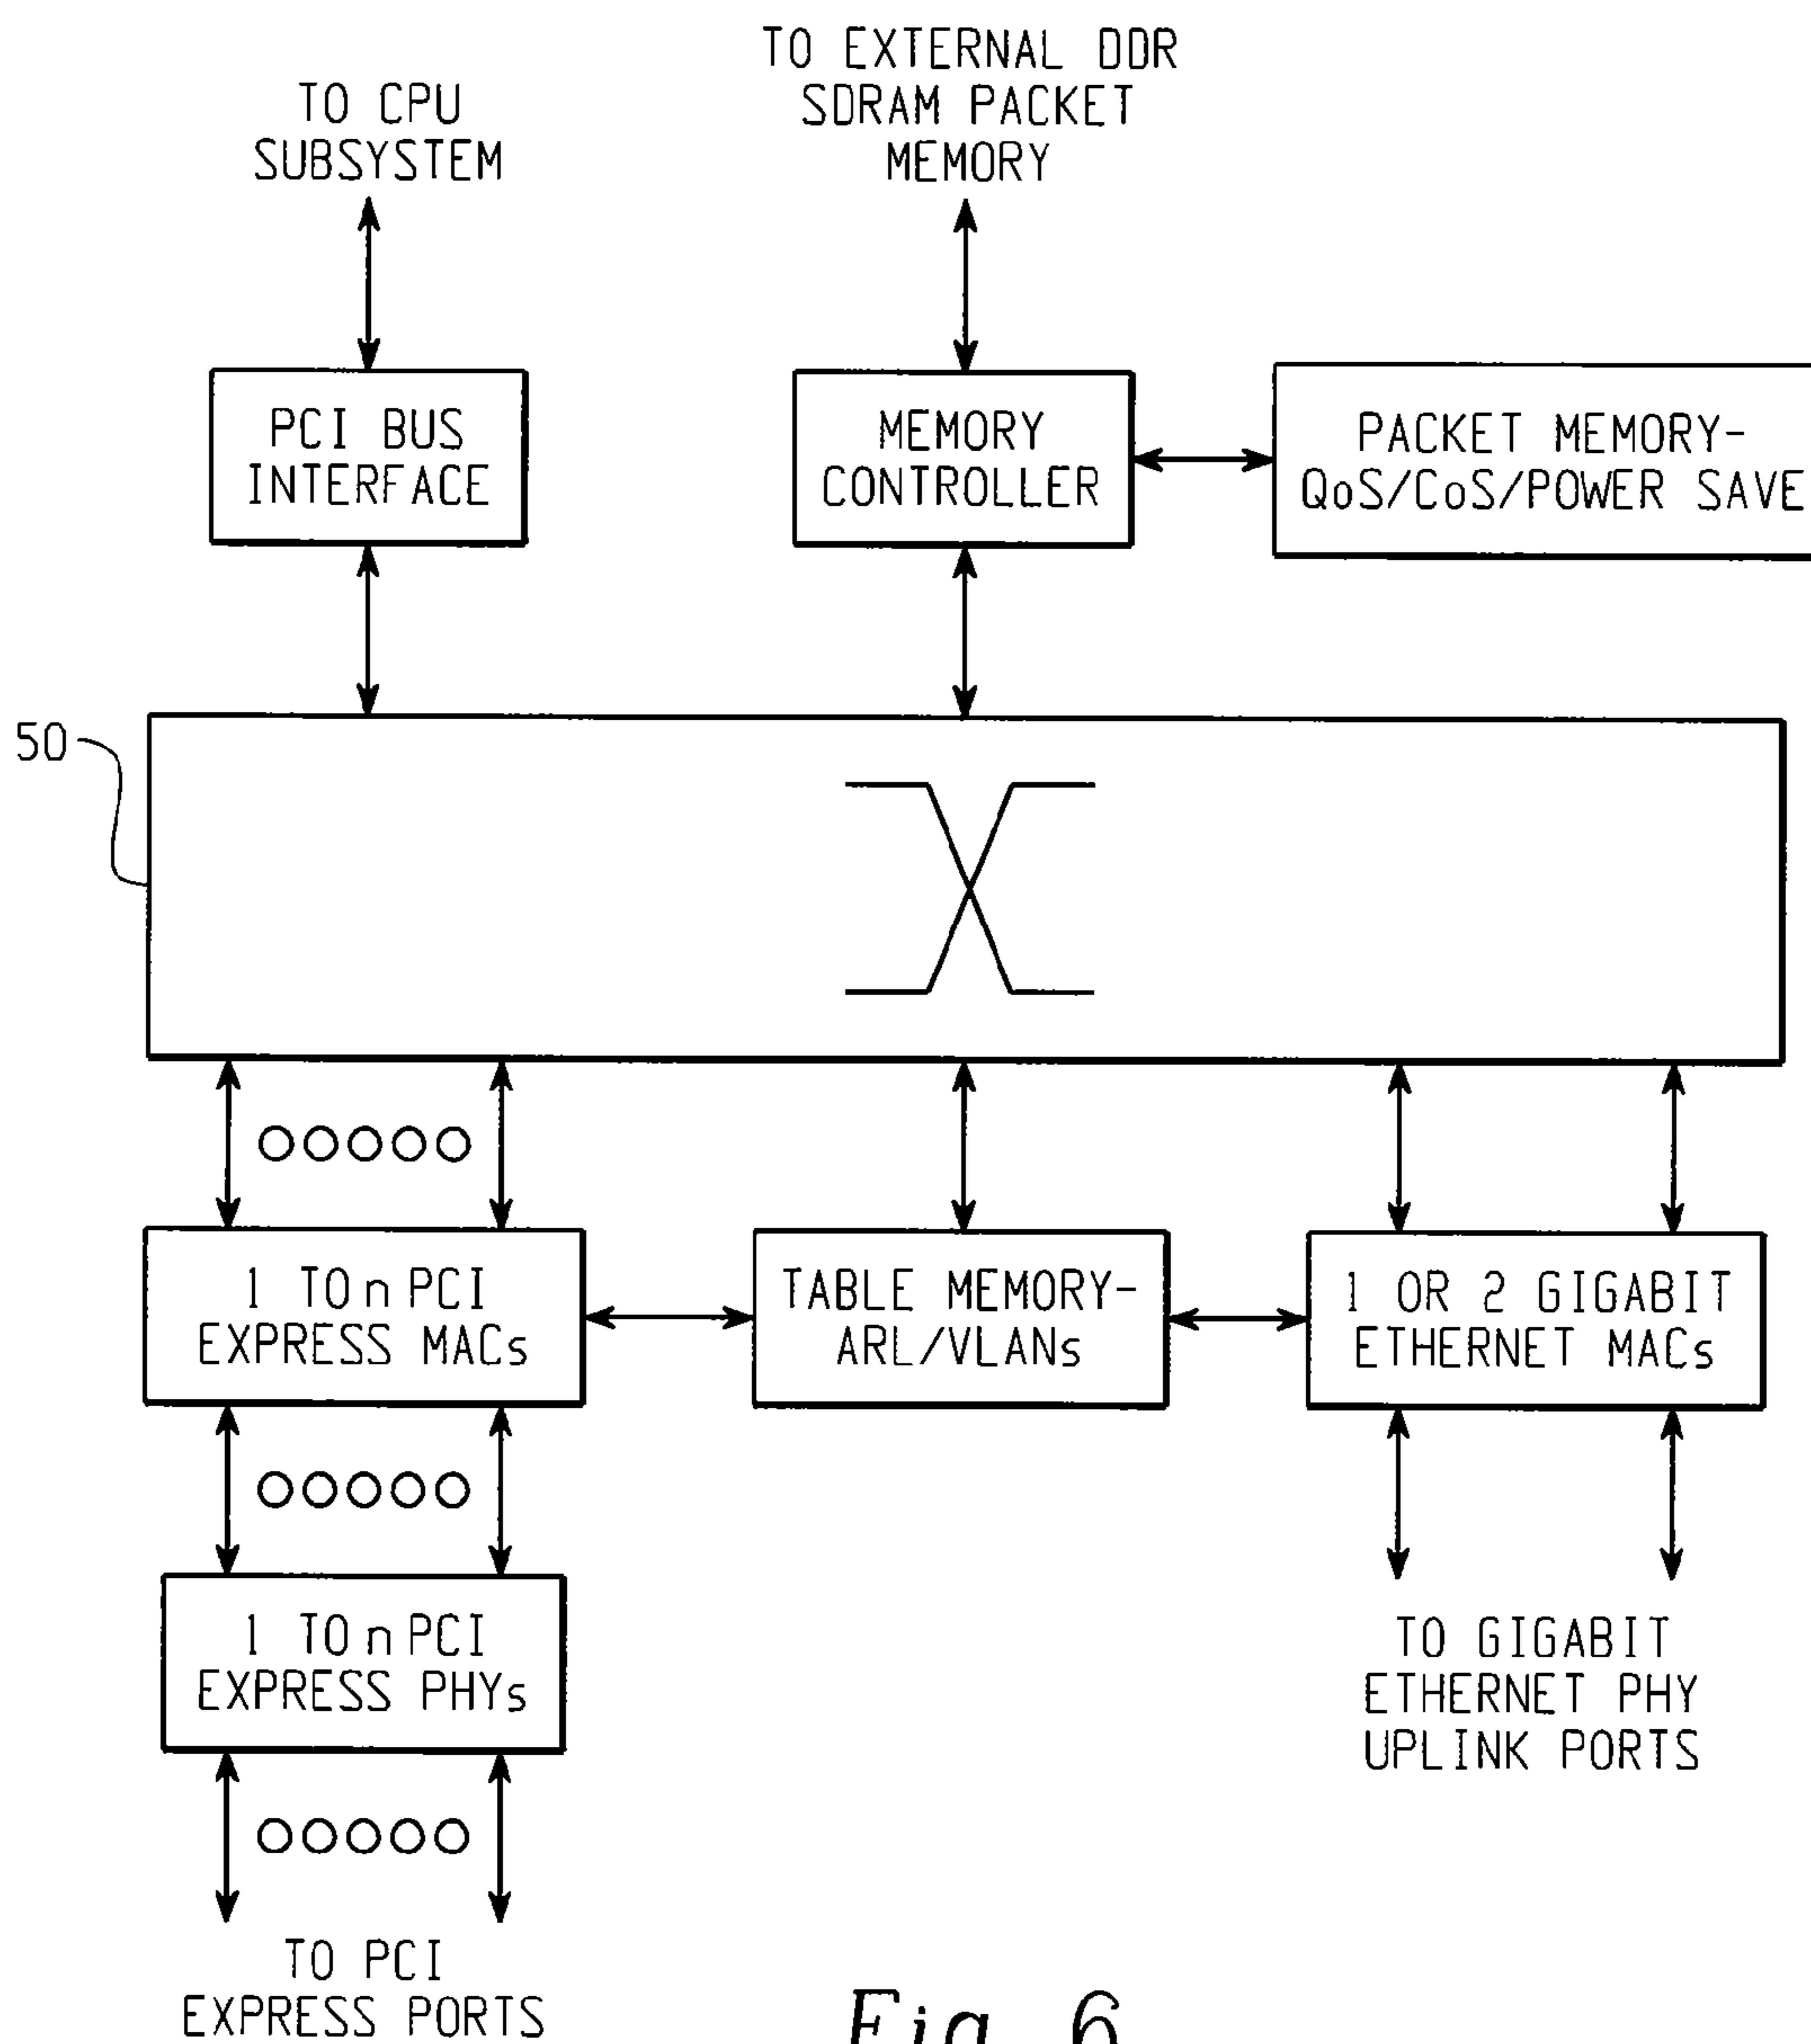 TO CPU
SUBSYSTEM
TO EXTERNAL DDR
SDRAM PACKET
MEMORY
PCI BUS
INTERFACE
MEMORY
CONTROLLER
PACKET MEMORY-
QoS/CoS/POWER SAVE
50
1 TO n PCI
EXPRESS MACs
TABLE MEMORY-
ARL/VLANs
1 OR 2 GIGABIT
ETHERNET MACs
1 TO n PCI
EXPRESS PHYs
TO GIGABIT
ETHERNET PHY
UPLINK PORTS
TO PCI
EXPRESS PORTS
Fig. 6